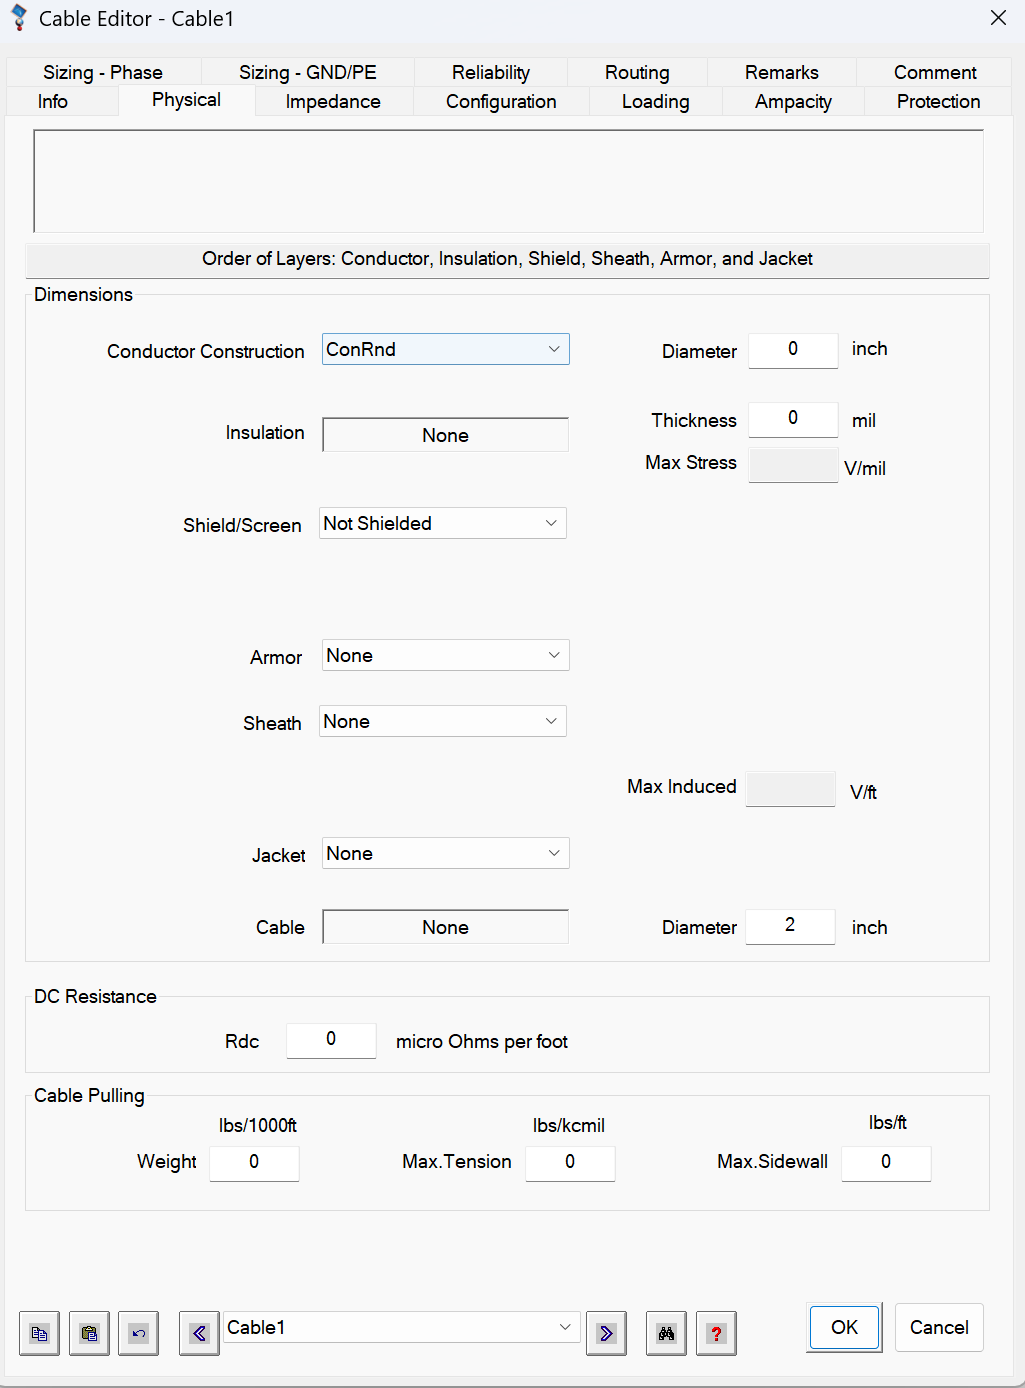 Cable Editor - Cable1
Sizing - Phase Sizing - GND/PE Reliability Routing Remarks Comment
Info Physical Impedance Configuration Loading Ampacity Protection
Order of Layers: Conductor, Insulation, Shield, Sheath, Armor, and Jacket
Dimensions
Conductor Construction ConRnd Diameter 0 inch
Insulation None Thickness 0 mil
Max Stress V/mil
Shield/Screen Not Shielded
Armor None
Sheath None
Max Induced V/ft
Jacket None
Cable None Diameter 2 inch
DC Resistance
Rdc 0 micro Ohms per foot
Cable Pulling
lbs/1000ft lbs/kcmil lbs/ft
Weight 0 Max.Tension 0 Max.Sidewall 0
Cable1 ? OK Cancel